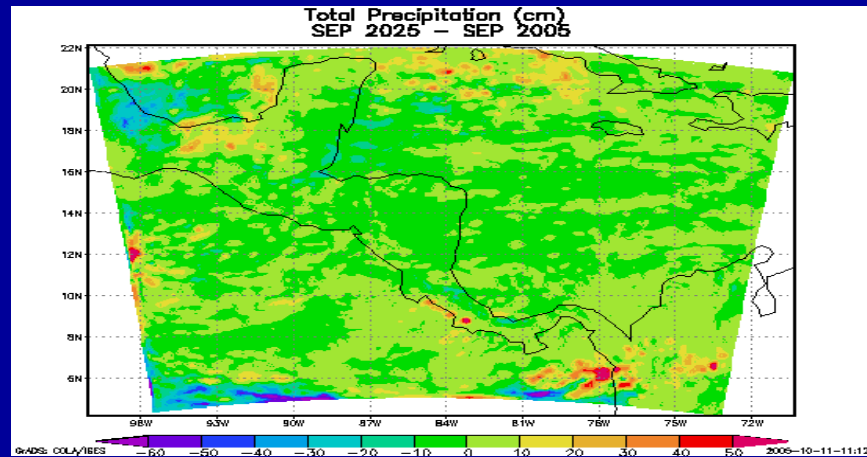 Total Precipitation (cm)
SEP 2025 – SEP 2005
22N
20N
18N
16N
14N
12N
10N
8N
6N
98W 93W 90W 87W 84W 81W 78W 75W 72W
-60 -50 -40 -30 -20 -10 0 10 20 30 40 50
GrADS: COLA/IGES